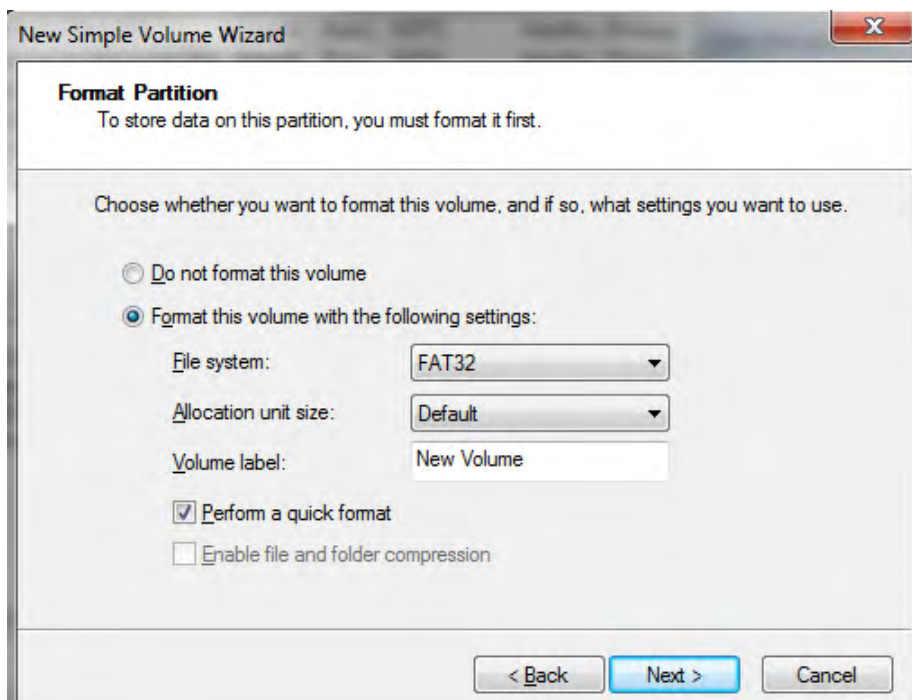 New Simple Volume Wizard
Format Partition
To store data on this partition, you must format it first.
Choose whether you want to format this volume, and if so, what settings you want to use.
Do not format this volume
Format this volume with the following settings:
File system: FAT32
Allocation unit size: Default
Volume label: New Volume
Perform a quick format
Enable file and folder compression
< Back Next > Cancel